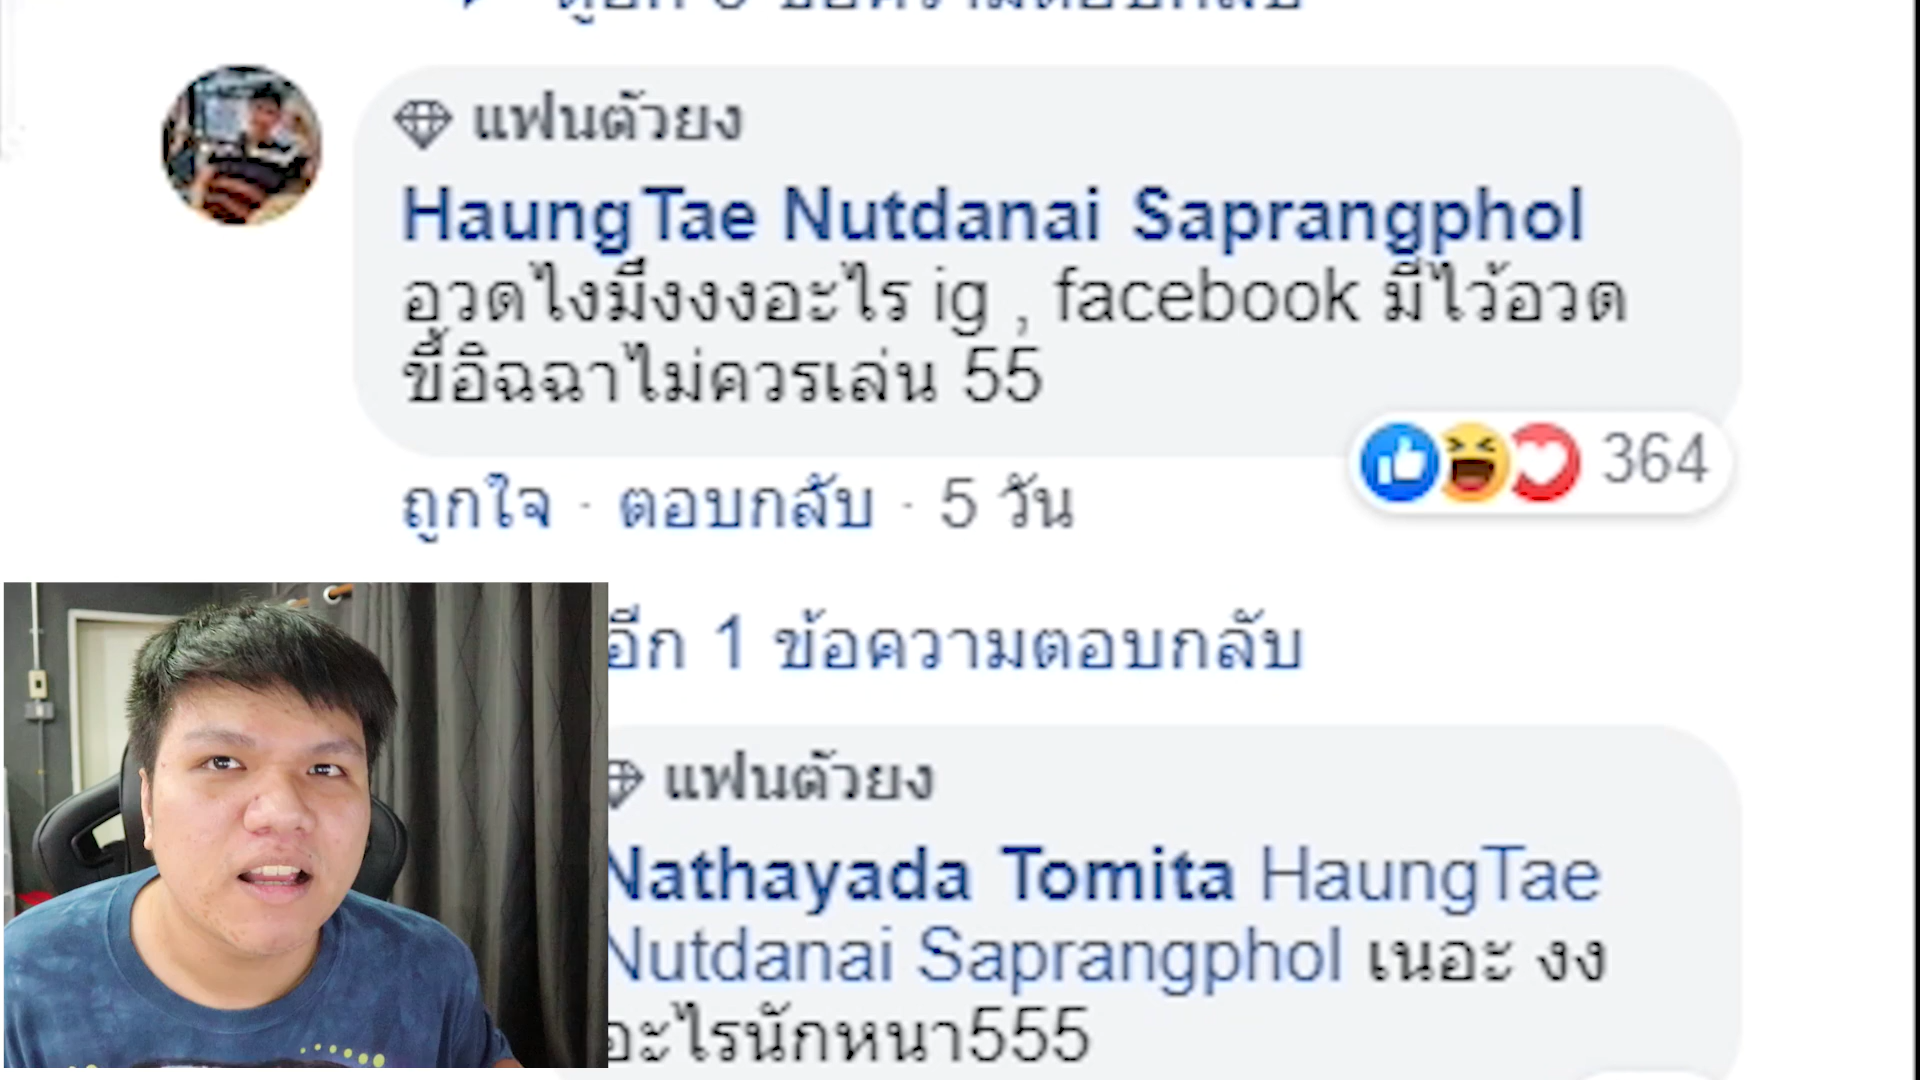 แฟนตัวยง
HaungTae Nutdanai Saprangphol
อวดไงมึงงงอะไร ig , facebook มีไว้อวด
ขี้อิฉฉาไม่ควรเล่น 55
364
ถูกใจ · ตอบกลับ · 5 วัน
อีก 1 ข้อความตอบกลับ
แฟนตัวยง
Nathayada Tomita HaungTae
Nutdanai Saprangphol เนอะ งง
อะไรนักหนา555